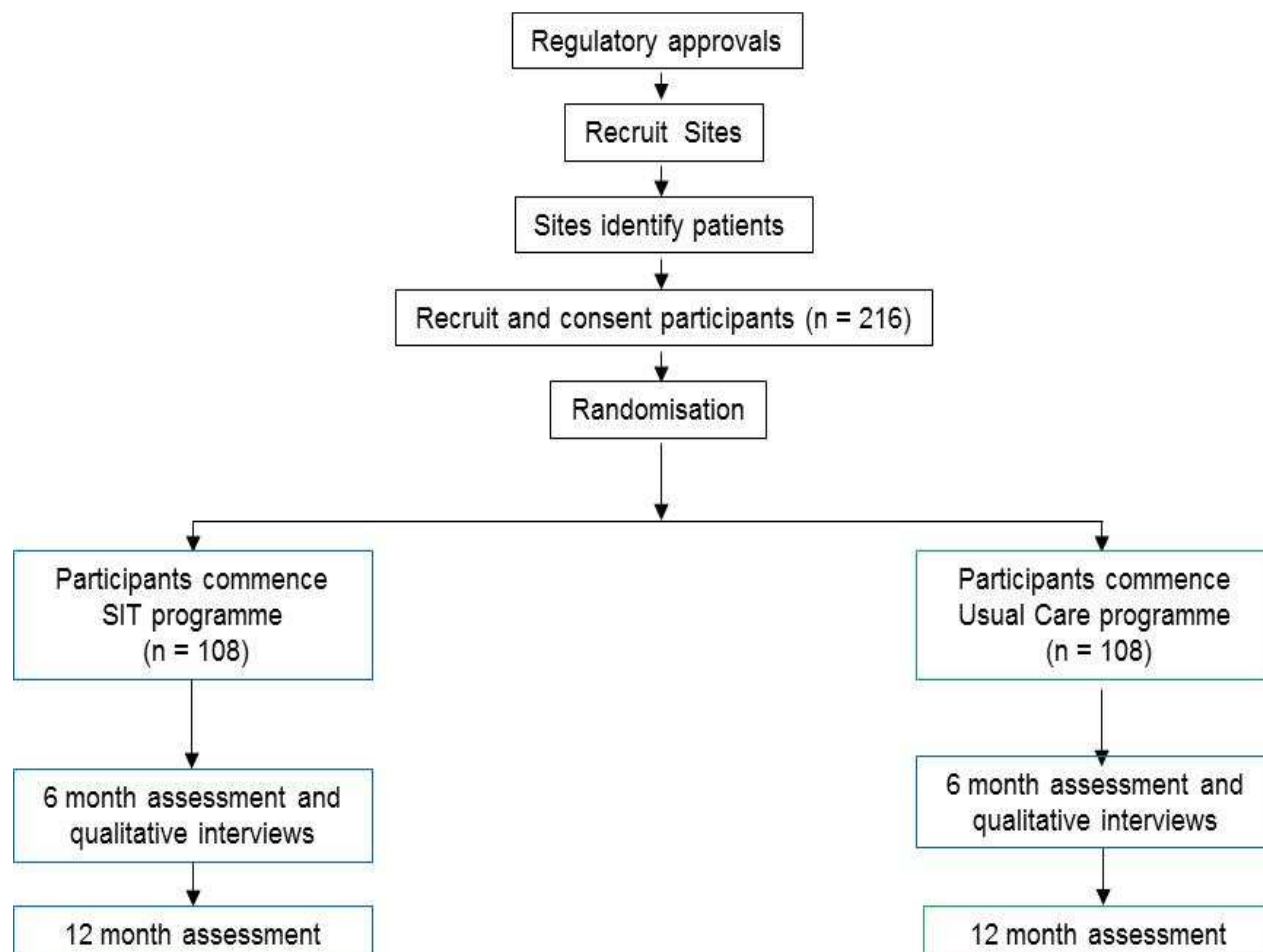 Regulatory approvals
Recruit Sites
Sites identify patients
Recruit and consent participants (n = 216)
Randomisation
Participants commence
SIT programme
(n = 108)
Participants commence
Usual Care programme
(n = 108)
6 month assessment and
qualitative interviews
6 month assessment and
qualitative interviews
12 month assessment
12 month assessment